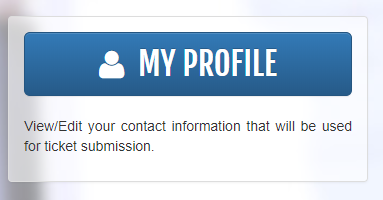 MY PROFILE
View/Edit your contact information that will be used
for ticket submission.